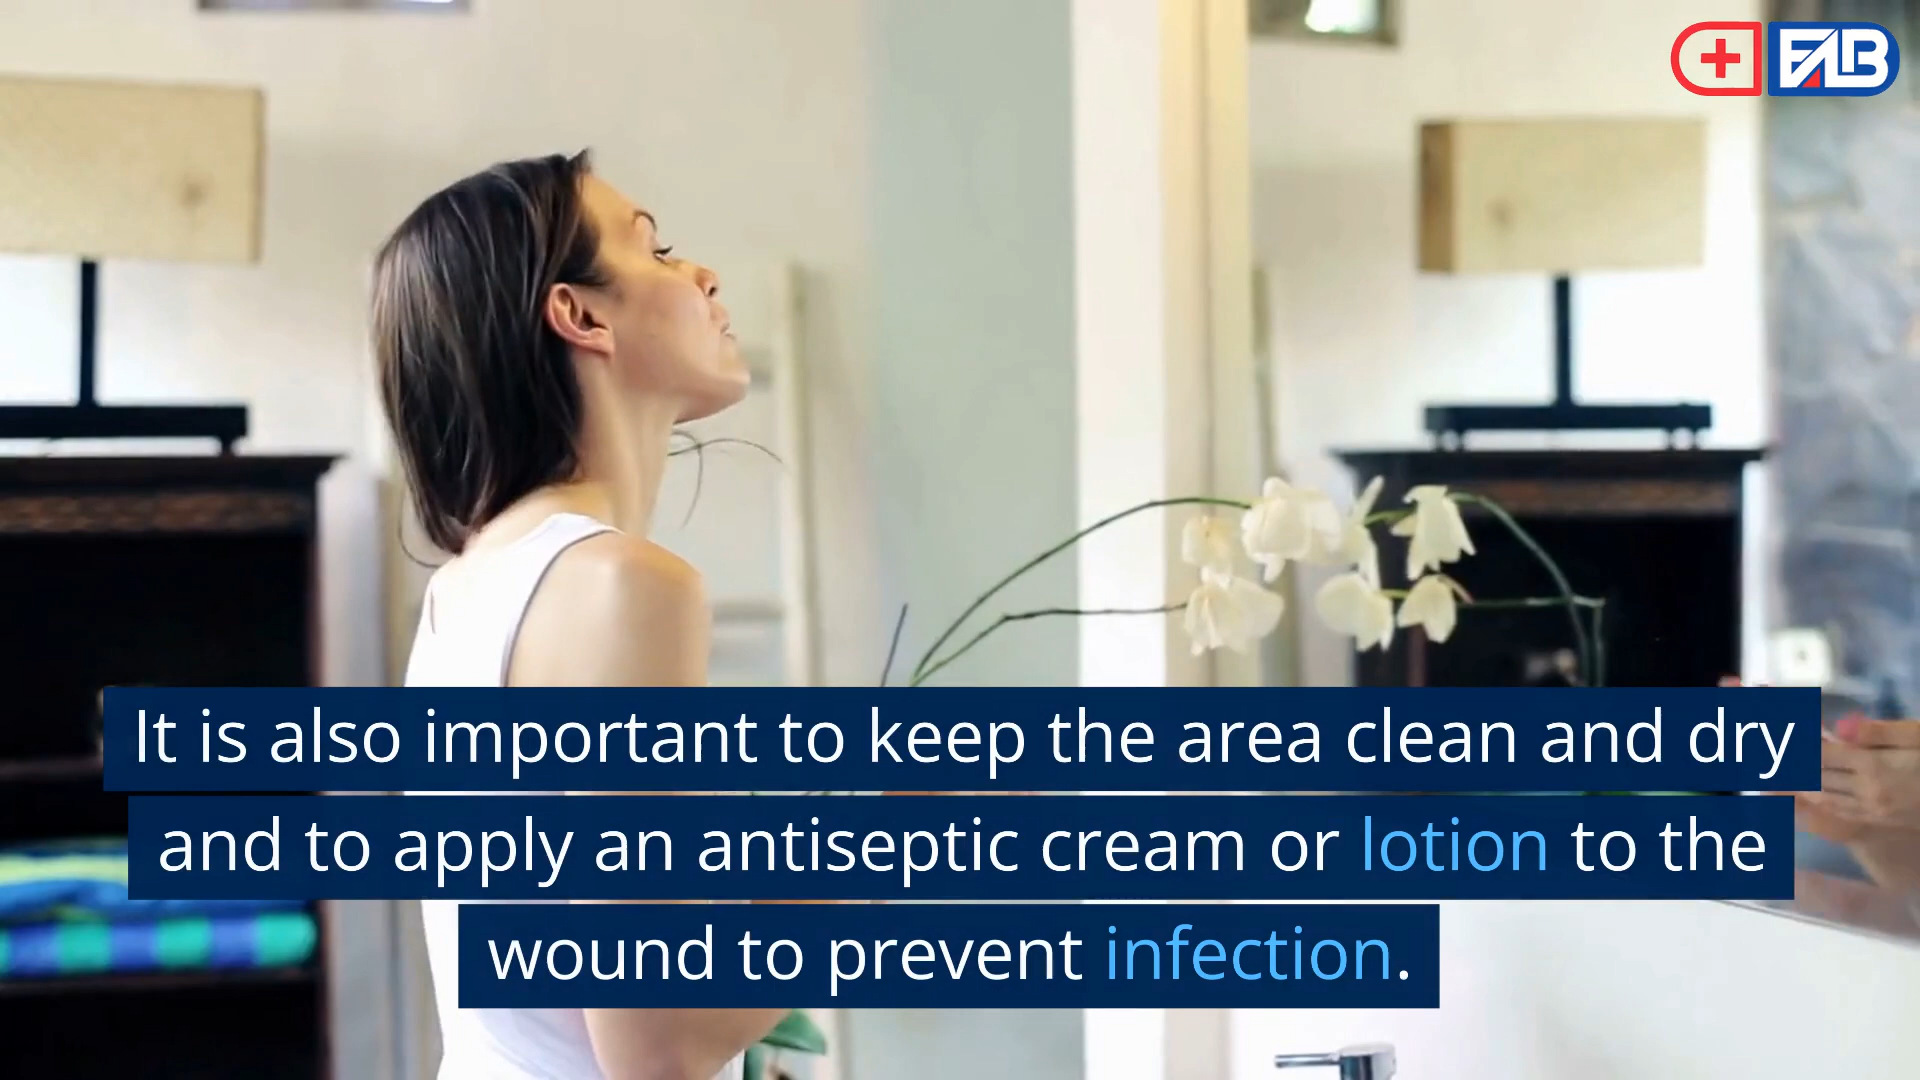 FAB
It is also important to keep the area clean and dry
and to apply an antiseptic cream or lotion to the
wound to prevent infection.